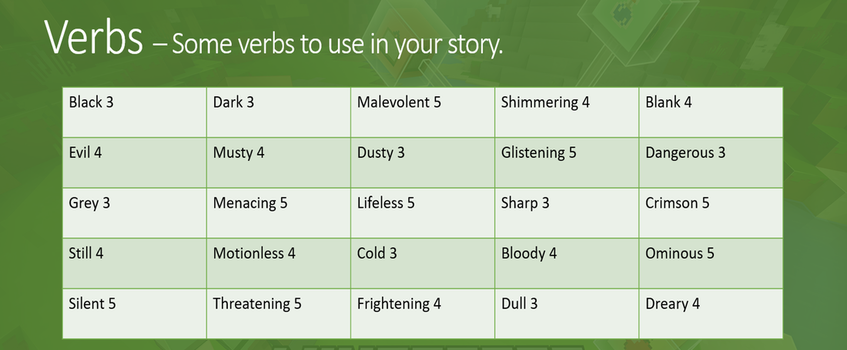 Verbs – Some verbs to use in your story.
Black 3 Dark 3 Malevolent 5 Shimmering 4 Blank 4
Evil 4 Musty 4 Dusty 3 Glistening 5 Dangerous 3
Grey 3 Menacing 5 Lifeless 5 Sharp 3 Crimson 5
Still 4 Motionless 4 Cold 3 Bloody 4 Ominous 5
Silent 5 Threatening 5 Frightening 4 Dull 3 Dreary 4